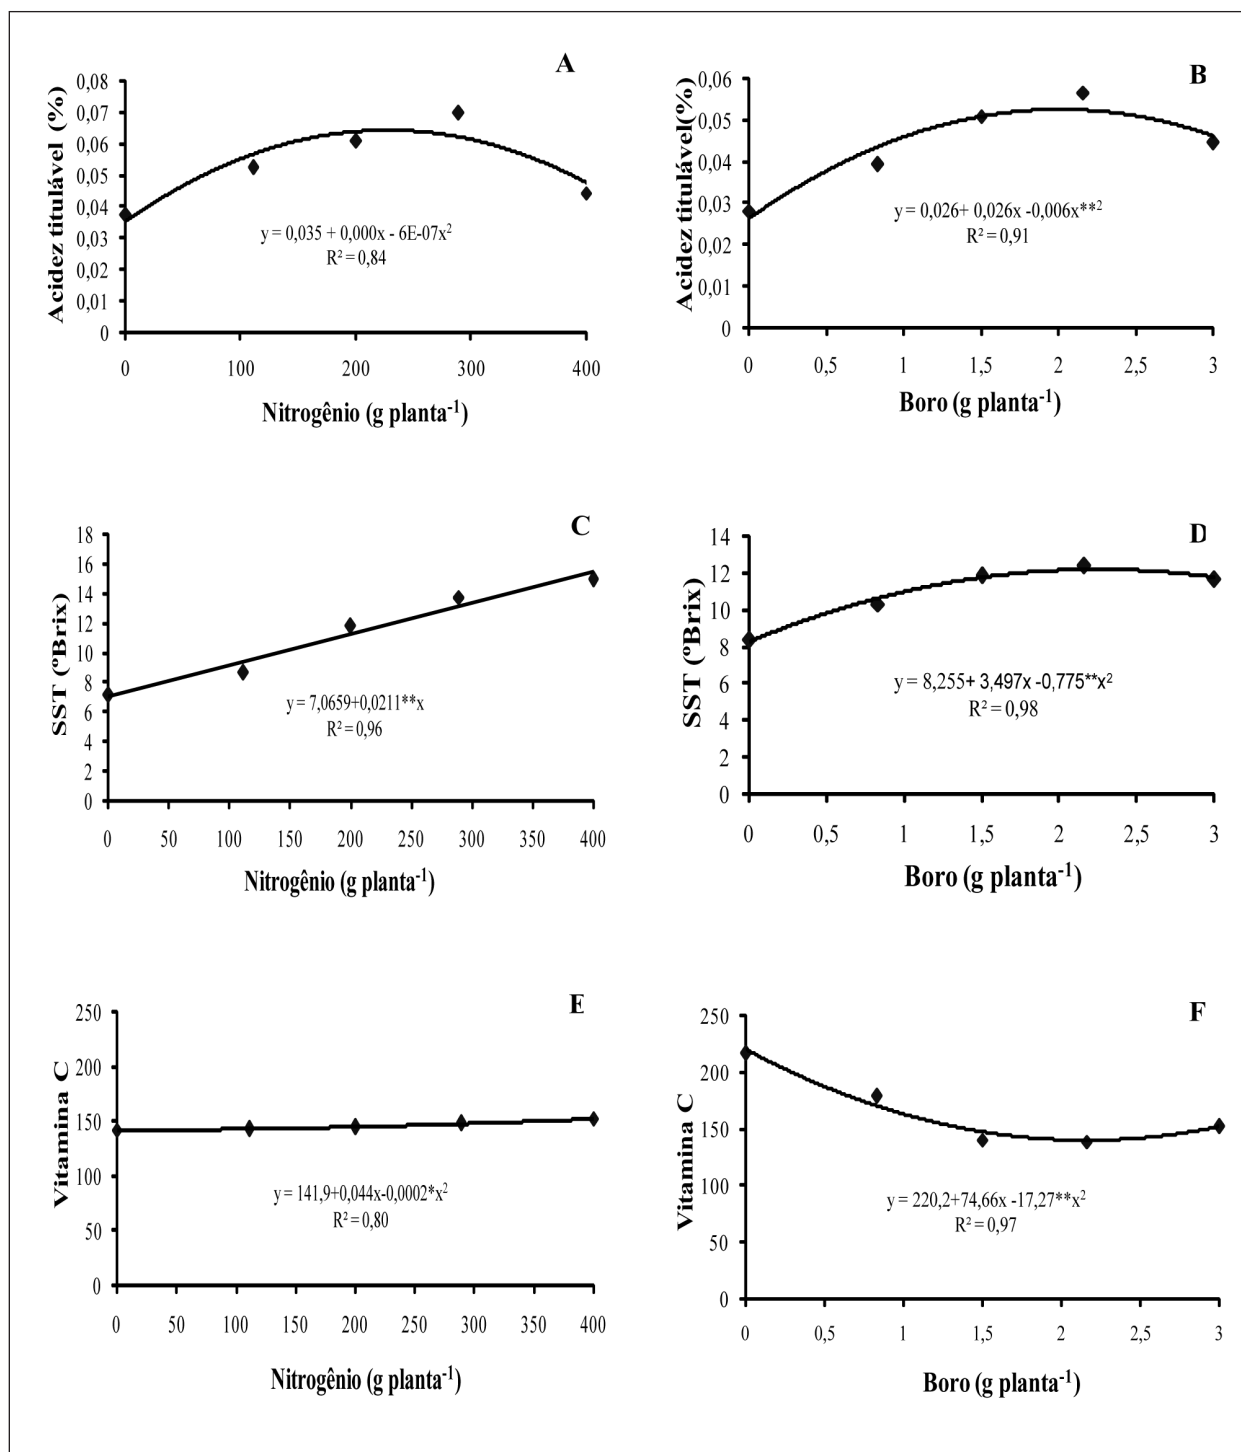 A
Acidez titulável (%)
0,08
0,07
0,06
0,05
0,04
0,03
0,02
0,01
0
y = 0,035 + 0,000x - 6E-07x²
R² = 0,84
0 100 200 300 400
Nitrogênio (g planta⁻¹)
B
Acidez titulável(%)
0,06
0,05
0,04
0,03
0,02
0,01
0
y = 0,026+ 0,026x -0,006x**²
R² = 0,91
0 0,5 1 1,5 2 2,5 3
Boro (g planta⁻¹)
C
SST (ºBrix)
18
16
14
12
10
8
6
4
2
0
y = 7,0659+0,0211**x
R² = 0,96
0 50 100 150 200 250 300 350 400
Nitrogênio (g planta⁻¹)
D
SST (ºBrix)
14
12
10
8
6
4
2
0
y = 8,255+ 3,497x -0,775**x²
R² = 0,98
0 0,5 1 1,5 2 2,5 3
Boro (g planta⁻¹)
E
Vitamina C
250
200
150
100
50
0
y = 141,9+0,044x-0,0002*x²
R² = 0,80
0 50 100 150 200 250 300 350 400
Nitrogênio (g planta⁻¹)
F
Vitamina C
250
200
150
100
50
0
y = 220,2+74,66x -17,27**x²
R² = 0,97
0 0,5 1 1,5 2 2,5 3
Boro (g planta⁻¹)